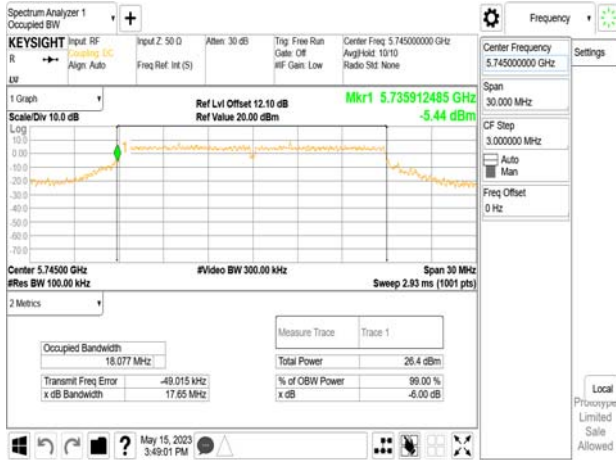 Spectrum Analyzer 1
Occupied BW
+
Frequency
KEYSIGHT
R
Input: RF
Coupling: DC
Align: Auto
Input Z: 50 Ω
Freq Ref: Int (S)
Atten: 30 dB
Trig: Free Run
Gate: Off
#IF Gain: Low
Center Freq: 5.745000000 GHz
Avg|Hold: 10/10
Radio Std: None
1 Graph
Scale/Div 10.0 dB
Ref Lvl Offset 12.10 dB
Ref Value 20.00 dBm
Mkr1 5.735912485 GHz
-5.44 dBm
Log
10.0
0.00
-10.0
-20.0
-30.0
-40.0
-50.0
-60.0
-70.0
1
Center 5.74500 GHz
#Res BW 100.00 kHz
#Video BW 300.00 kHz
Span 30 MHz
Sweep 2.93 ms (1001 pts)
2 Metrics
Measure Trace Trace 1
Occupied Bandwidth
18.077 MHz
Total Power 26.4 dBm
Transmit Freq Error -49.015 kHz
% of OBW Power 99.00 %
x dB Bandwidth 17.65 MHz
x dB -6.00 dB
May 15, 2023
3:49:01 PM
?
Center Frequency
5.745000000 GHz
Settings
Span
30.000 MHz
CF Step
3.000000 MHz
Auto
Man
Freq Offset
0 Hz
Local
Prototype
Limited
Sale
Allowed